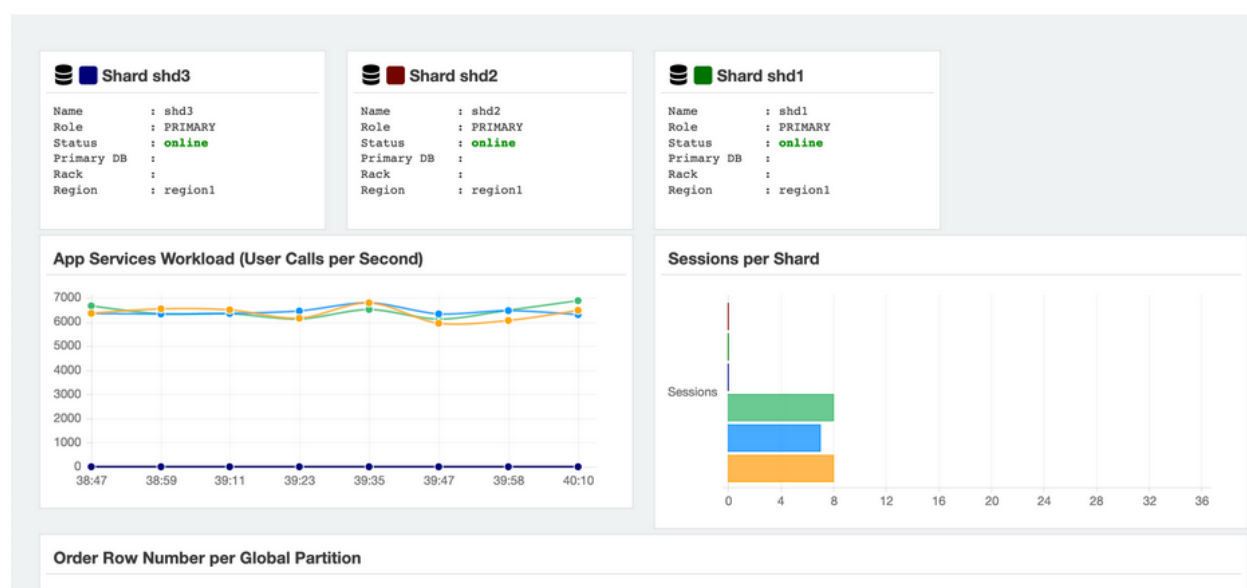 Shard shd3
Name : shd3
Role : PRIMARY
Status : online
Primary DB :
Rack :
Region : region1
Shard shd2
Name : shd2
Role : PRIMARY
Status : online
Primary DB :
Rack :
Region : region1
Shard shd1
Name : shd1
Role : PRIMARY
Status : online
Primary DB :
Rack :
Region : region1
App Services Workload (User Calls per Second)
7000
6000
5000
4000
3000
2000
1000
0
38:47 38:59 39:11 39:23 39:35 39:47 39:58 40:10
Sessions per Shard
Sessions
0 4 8 12 16 20 24 28 32 36
Order Row Number per Global Partition